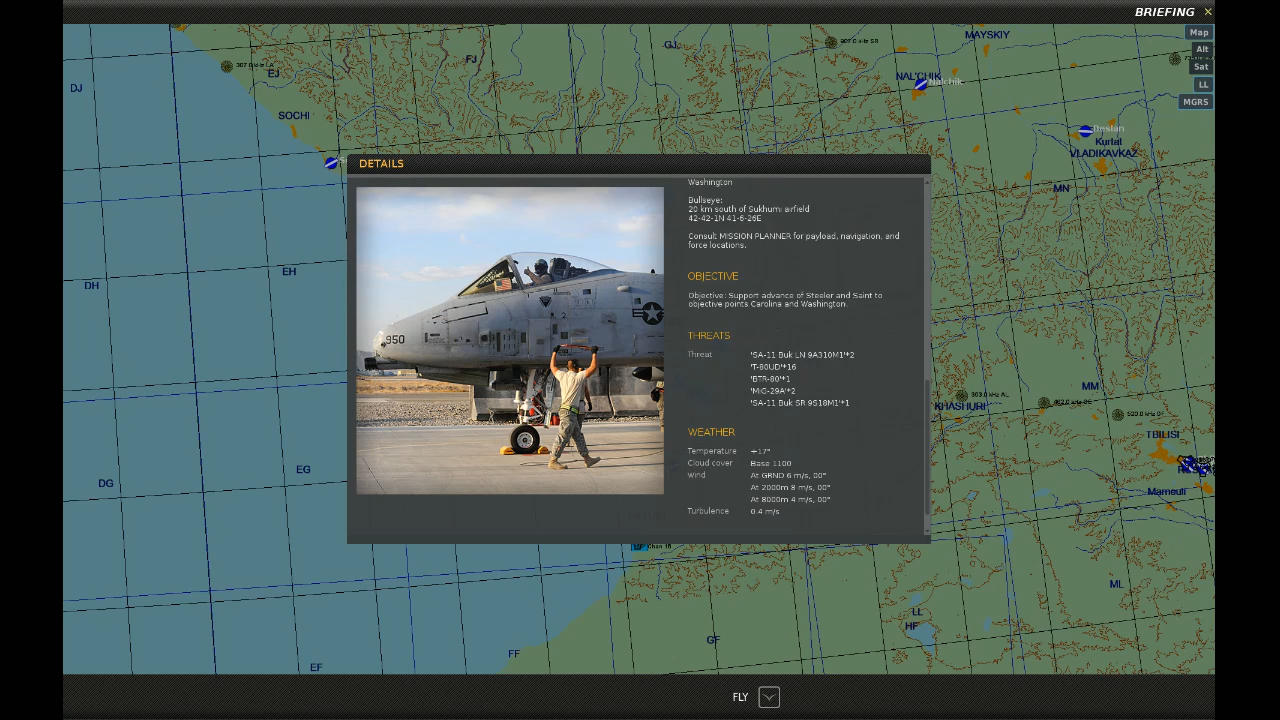 BRIEFING
Map
Alt
Sat
LL
MGRS
MAYSKIY
GJ
FJ
EJ
DJ
NAL'CHIK
Nalchik
SOCHI
Beslan
Kurtat
VLADIKAVKAZ
MN
DETAILS
Washington
Bullseye:
20 km south of Sukhumi airfield
42-42-1N 41-6-26E
Consult MISSION PLANNER for payload, navigation, and
force locations.
OBJECTIVE
Objective: Support advance of Steeler and Saint to
objective points Carolina and Washington.
THREATS
Threat 'SA-11 Buk LN 9A310M1'*2
'T-80UD'*16
'BTR-80'*1
'MiG-29A'*2
'SA-11 Buk SR 9S18M1'*1
WEATHER
Temperature +17°
Cloud cover Base 1100
Wind At GRND 6 m/s, 00°
At 2000m 8 m/s, 00°
At 8000m 4 m/s, 00°
Turbulence 0.4 m/s
950
EH
DH
EG
DG
MM
KHASHURI
TBILISI
Marneuli
ML
LL
HF
GF
FF
EF
FLY